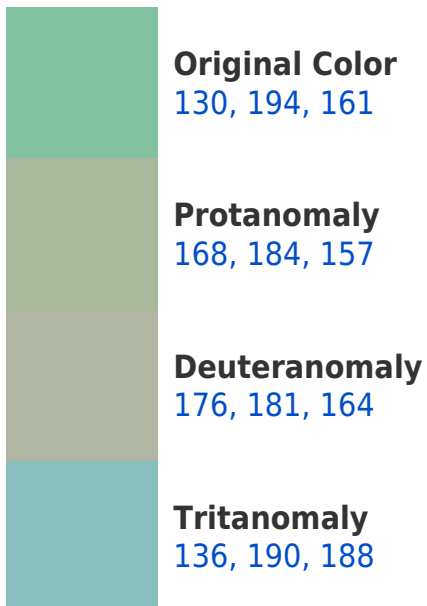 Original Color
130, 194, 161
Protanomaly
168, 184, 157
Deuteranomaly
176, 181, 164
Tritanomaly
136, 190, 188